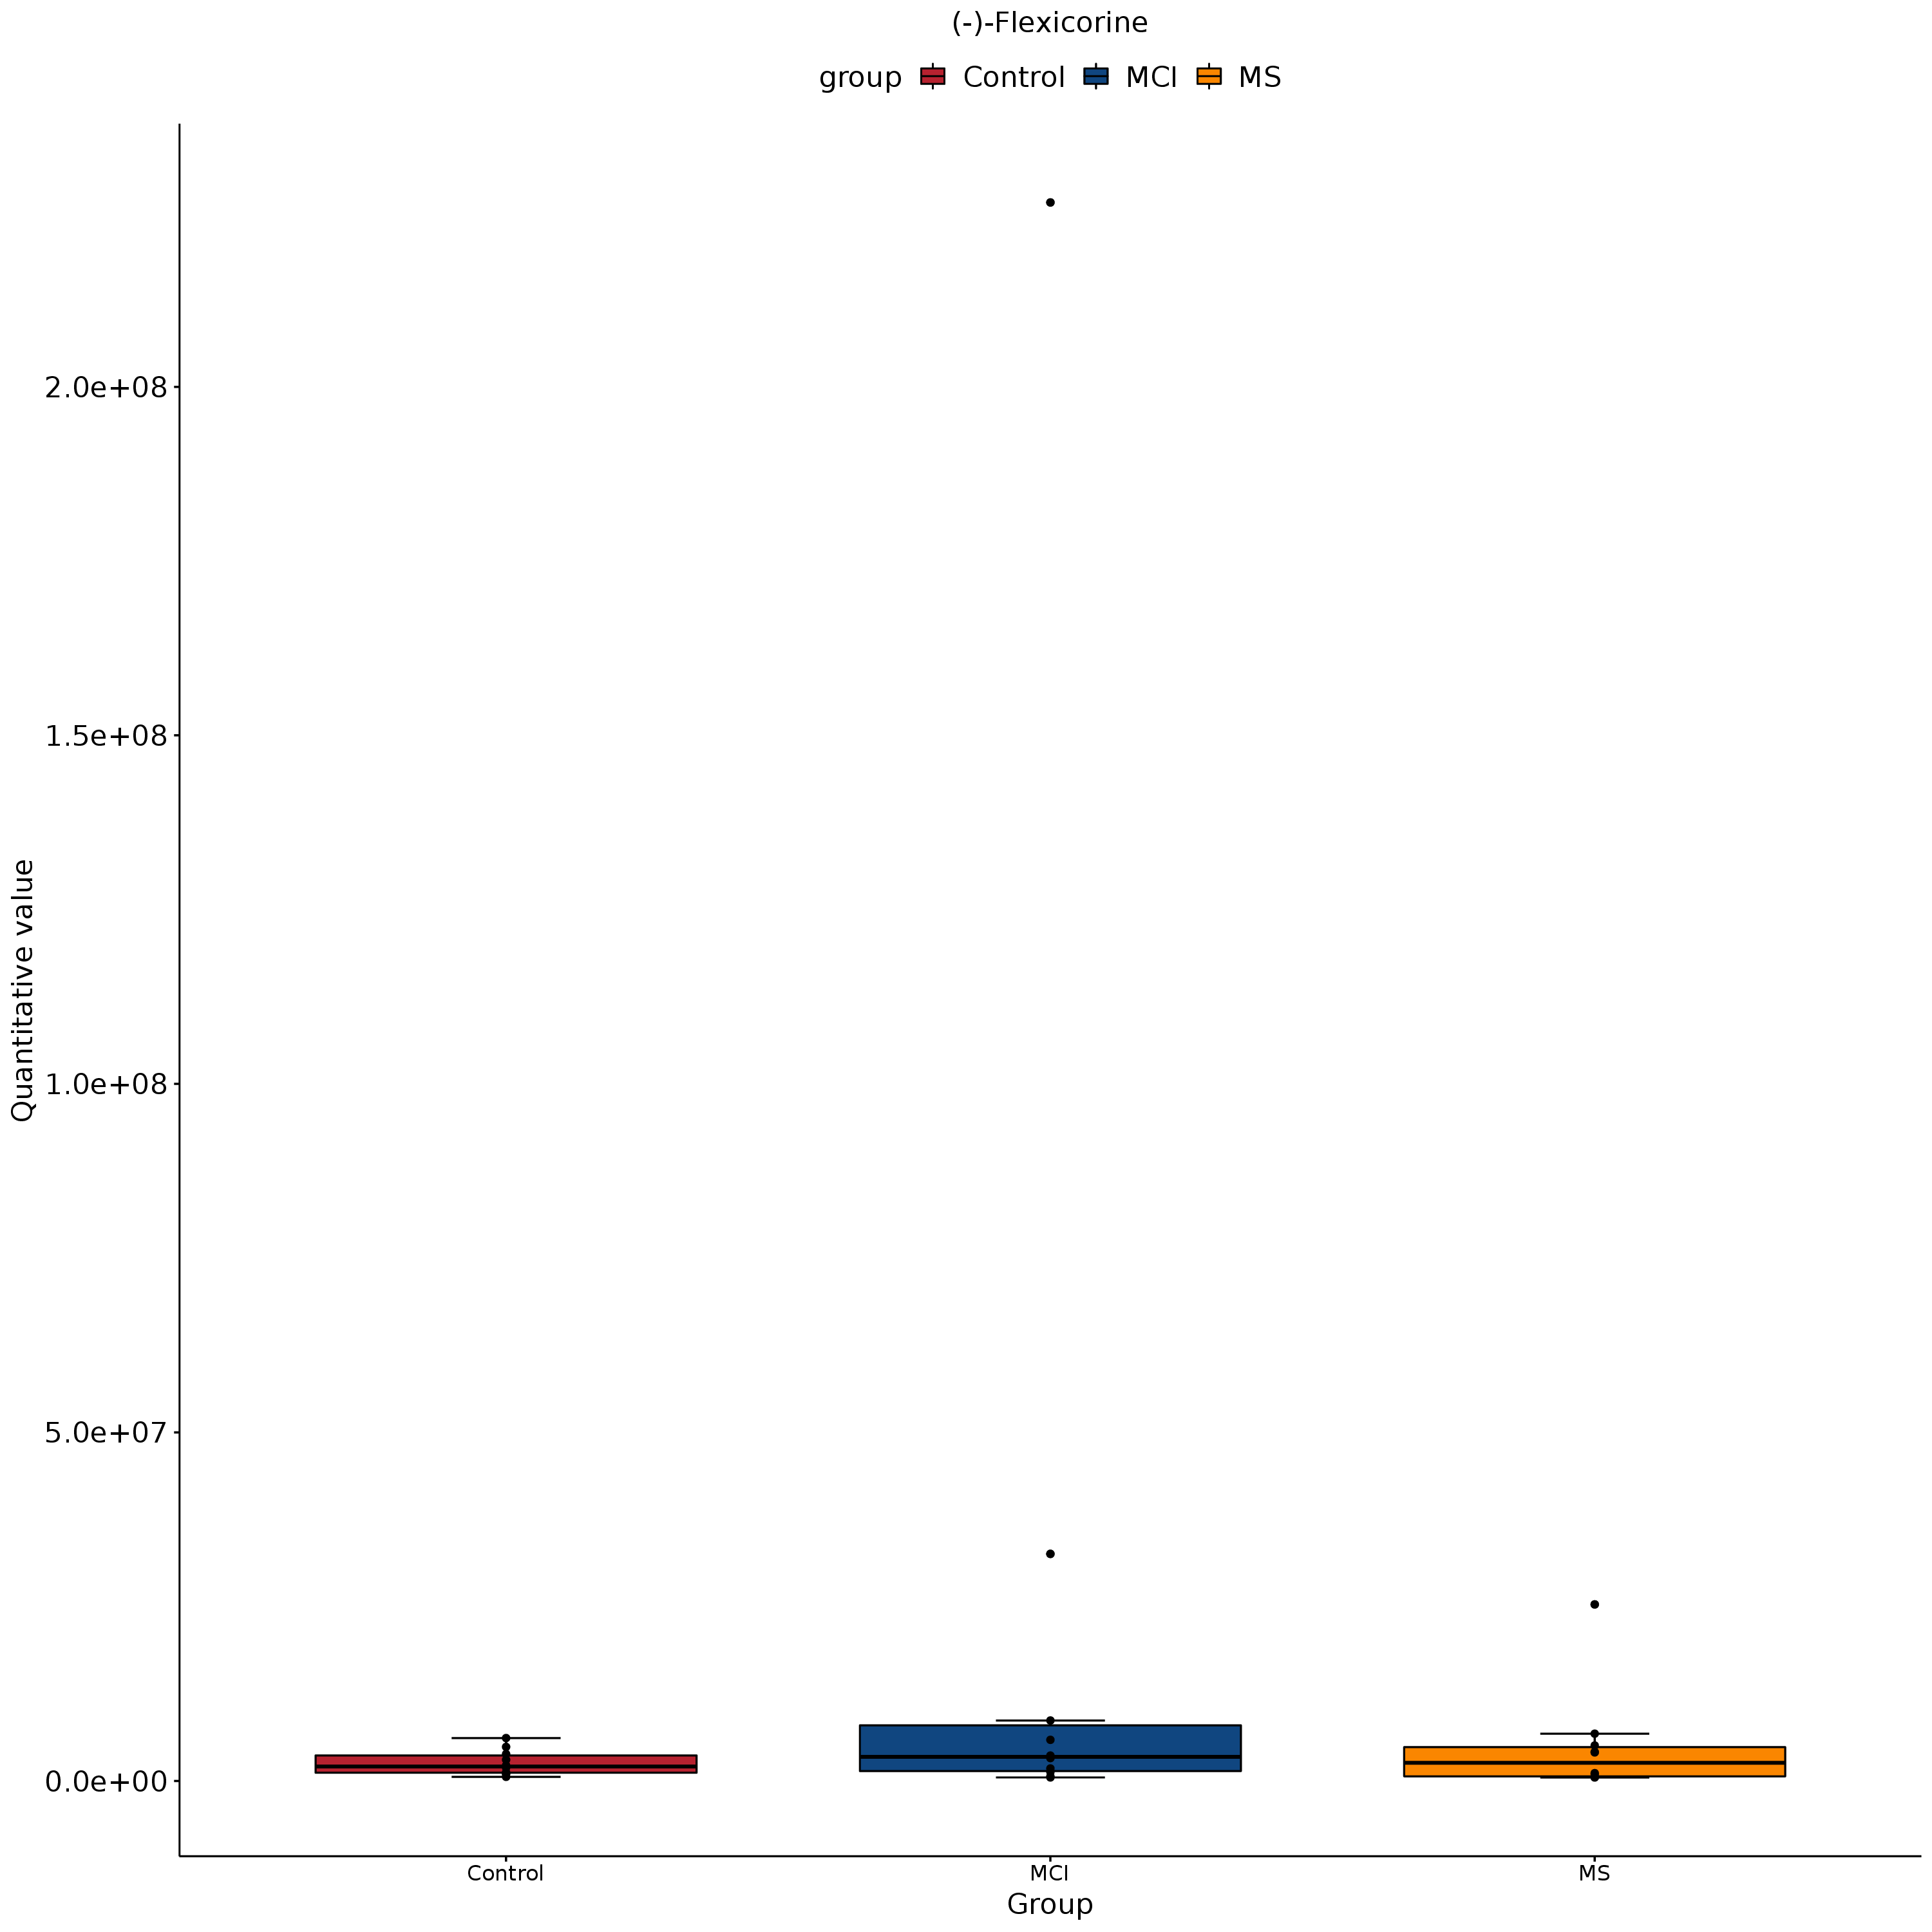 (-)-Flexicorine
group Control MCI MS
2.0e+08
1.5e+08
1.0e+08
5.0e+07
0.0e+00
Quantitative value
Control MCI MS
Group